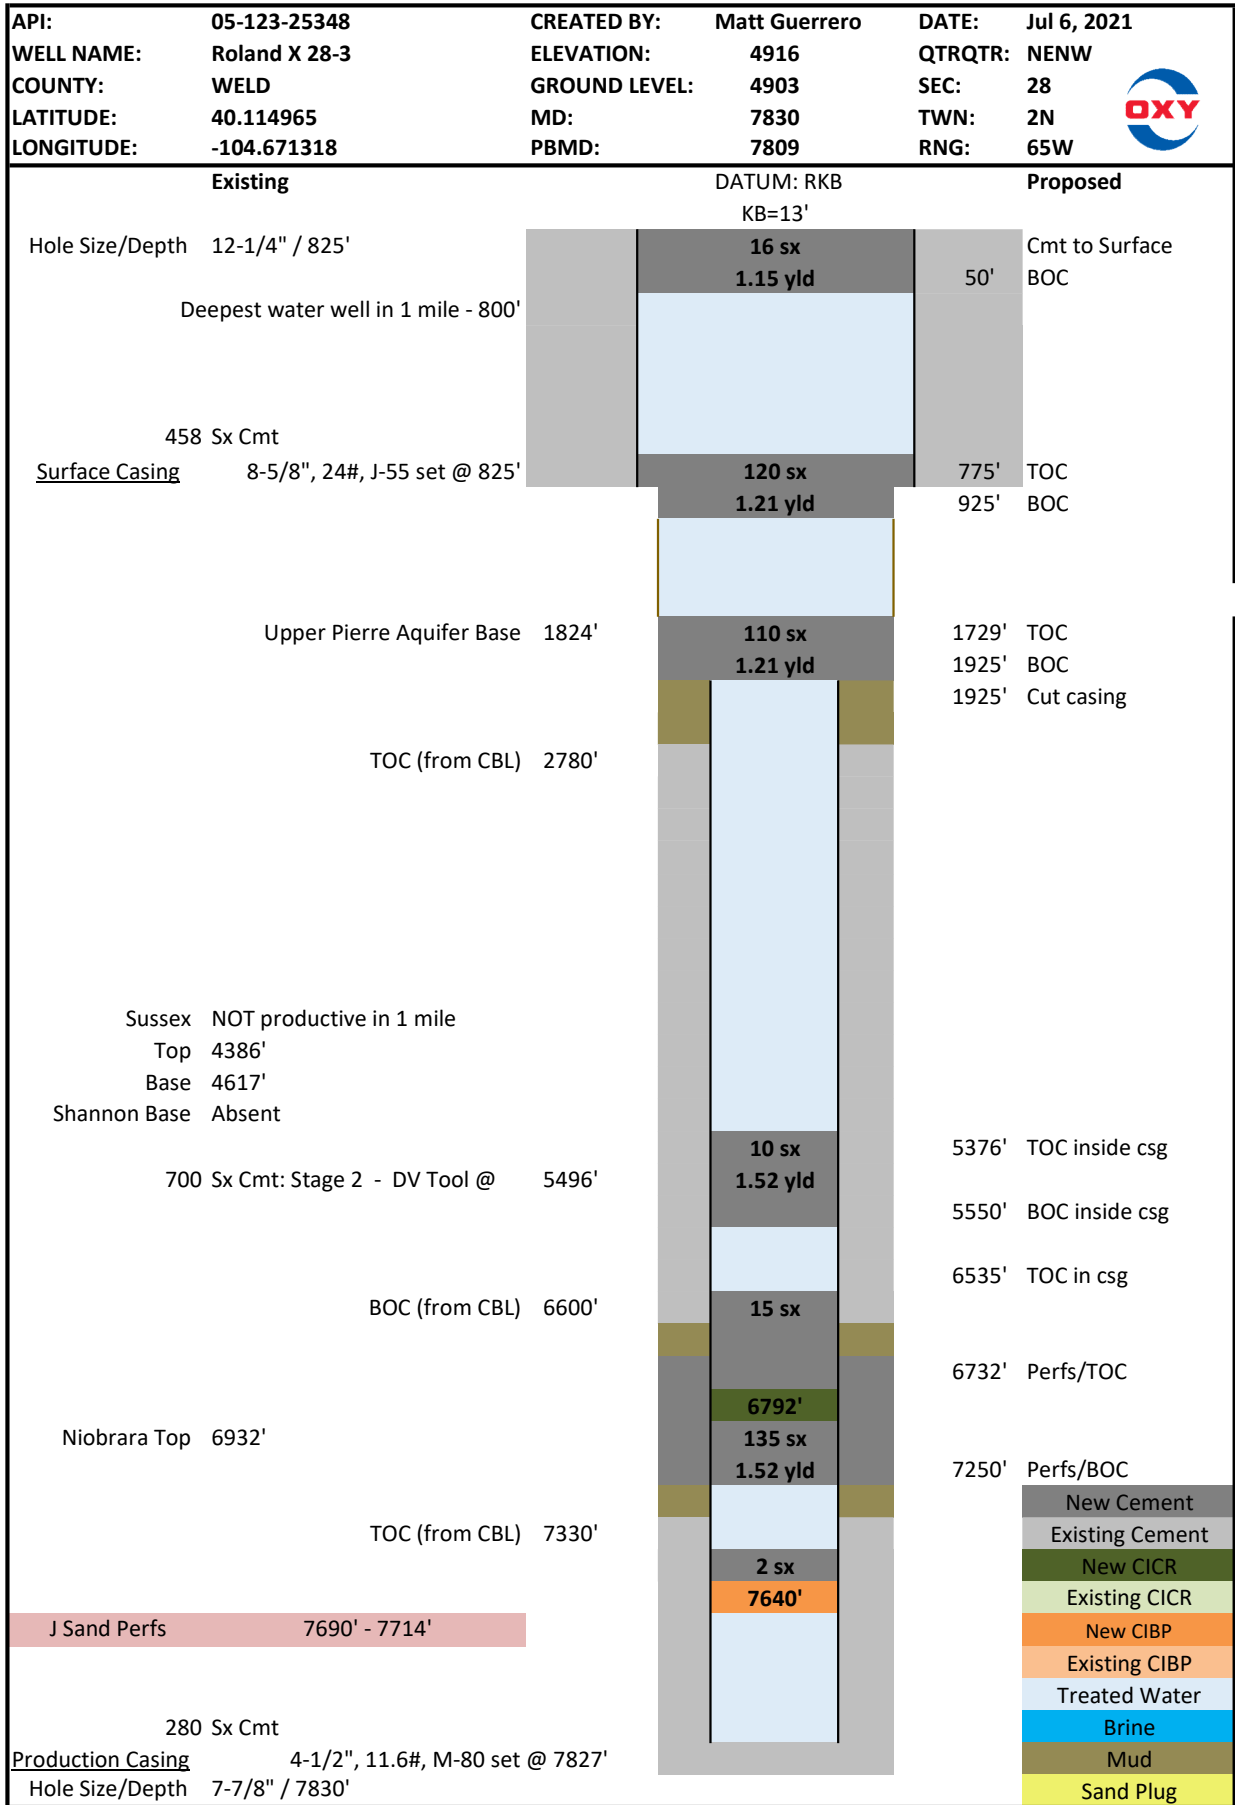 API: 05-123-25348 CREATED BY: Matt Guerrero DATE: Jul 6, 2021
WELL NAME: Roland X 28-3 ELEVATION: 4916 QTRQTR: NENW
COUNTY: WELD GROUND LEVEL: 4903 SEC: 28
OXY
LATITUDE: 40.114965 MD: 7830 TWN: 2N
LONGITUDE: -104.671318 PBMD: 7809 RNG: 65W
Existing DATUM: RKB Proposed
KB=13'
Hole Size/Depth 12-1/4" / 825' 16 sx Cmt to Surface
1.15 yld 50' BOC
Deepest water well in 1 mile - 800'
458 Sx Cmt
Surface Casing 8-5/8", 24#, J-55 set @ 825' 120 sx 775' TOC
1.21 yld 925' BOC
Upper Pierre Aquifer Base 1824' 110 sx 1729' TOC
1.21 yld 1925' BOC
1925' Cut casing
TOC (from CBL) 2780'
Sussex NOT productive in 1 mile
Top 4386'
Base 4617'
Shannon Base Absent
10 sx 5376' TOC inside csg
700 Sx Cmt: Stage 2 - DV Tool @ 5496' 1.52 yld
5550' BOC inside csg
6535' TOC in csg
BOC (from CBL) 6600' 15 sx
6732' Perfs/TOC
6792'
Niobrara Top 6932' 135 sx
1.52 yld 7250' Perfs/BOC
New Cement
TOC (from CBL) 7330' Existing Cement
2 sx New CICR
7640' Existing CICR
J Sand Perfs 7690' - 7714' New CIBP
Existing CIBP
Treated Water
280 Sx Cmt Brine
Production Casing 4-1/2", 11.6#, M-80 set @ 7827' Mud
Hole Size/Depth 7-7/8" / 7830' Sand Plug